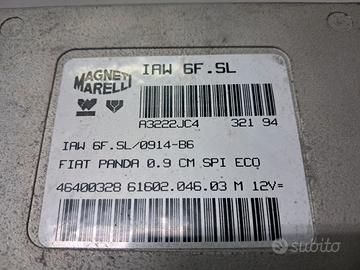 MAGNETI
MARELLI
IAW 6F.SL
A3222JC4 321 94
IAW 6F.SL/0914-B6
FIAT PANDA 0.9 CM SPI ECO
46400328 61602.046.03 M 12V=
subito